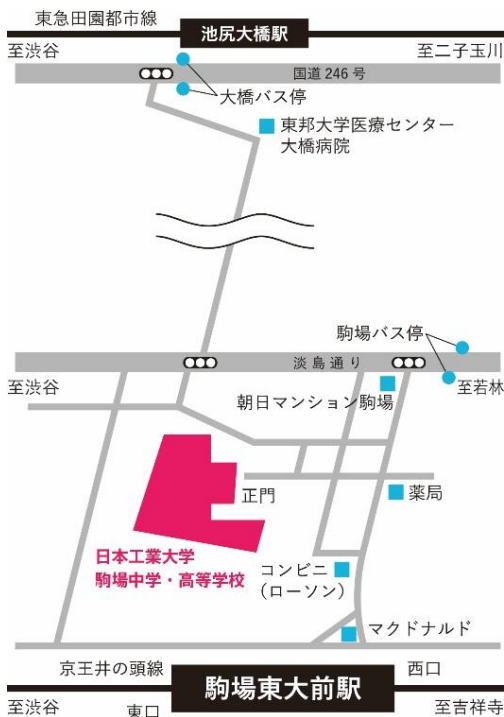 東急田園都市線
池尻大橋駅
至渋谷
至二子玉川
国道246号
大橋バス停
東邦大学医療センター
大橋病院
駒場バス停
淡島通り
至渋谷
至若林
朝日マンション駒場
正門
薬局
日本工業大学
駒場中学・高等学校
コンビニ
(ローソン)
マクドナルド
京王井の頭線
駒場東大前駅
西口
至渋谷
東口
至吉祥寺